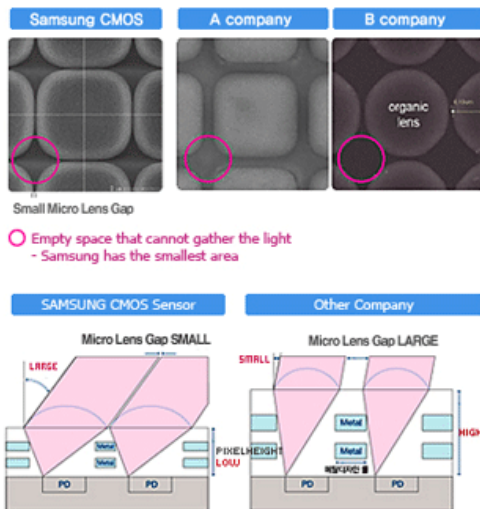 Samsung CMOS
A company
B company
organic
lens
Small Micro Lens Gap
Empty space that cannot gather the light
- Samsung has the smallest area
SAMSUNG CMOS Sensor
Other Company
Micro Lens Gap SMALL
LARGE
Metal
Metal
PIXELHEIGHT
LOW
PD
PD
Micro Lens Gap LARGE
SMALL
Metal
Metal
HIGH
PD
PD